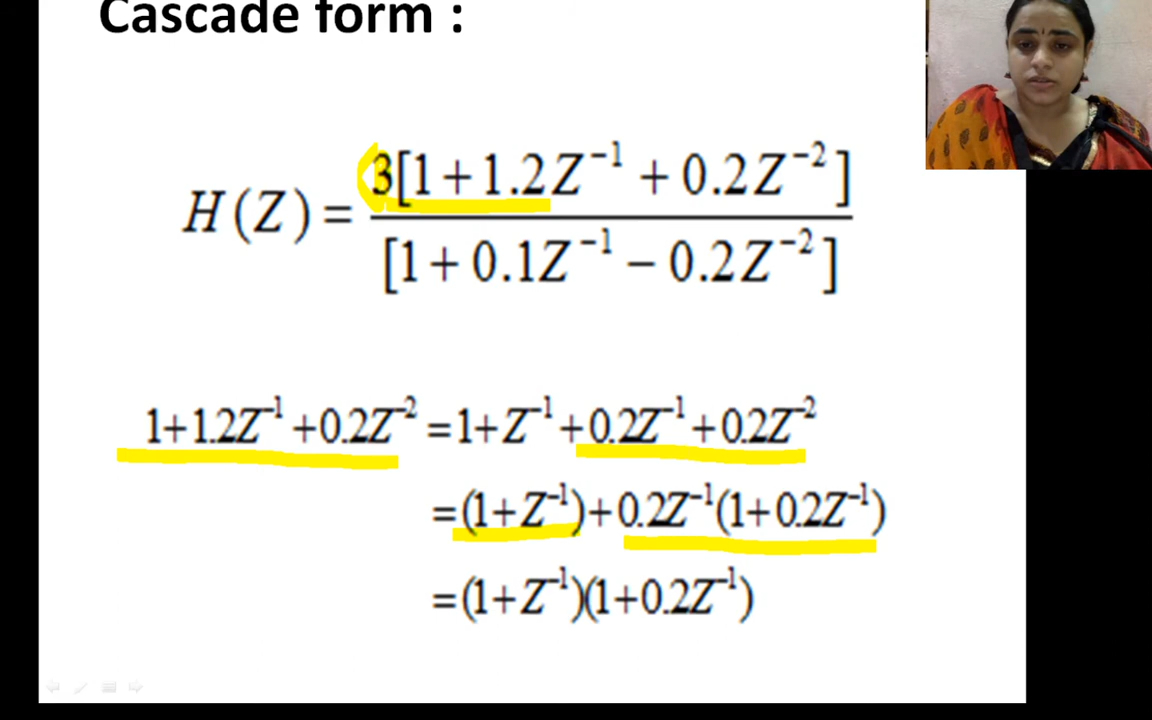 Cascade form :
H(Z) = 3[1 + 1.2Z⁻¹ + 0.2Z⁻²] / [1 + 0.1Z⁻¹ − 0.2Z⁻²]
1+1.2Z⁻¹ +0.2Z⁻² =1+Z⁻¹ +0.2Z⁻¹ +0.2Z⁻²
=(1+Z⁻¹)+0.2Z⁻¹(1+0.2Z⁻¹)
=(1+Z⁻¹)(1+0.2Z⁻¹)